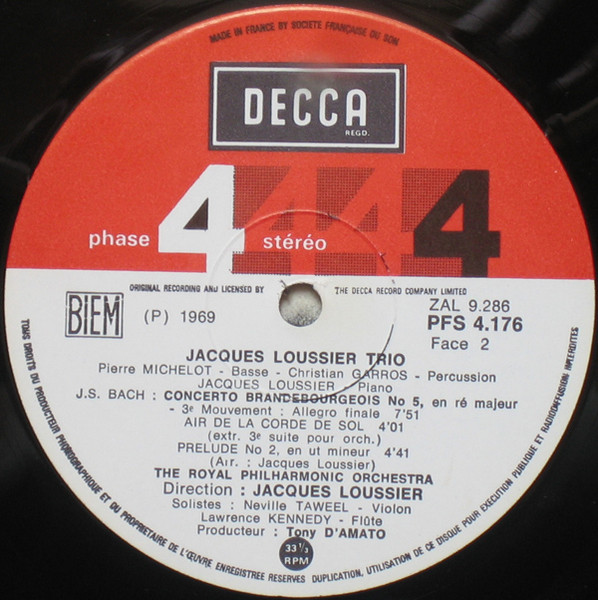 MADE IN FRANCE BY SOCIETE FRANÇAISE DU SON
DECCA
REGD.
phase 4 stéréo 4 4 4
ORIGINAL RECORDING AND LICENSED BY THE DECCA RECORD COMPANY LIMITED
BIEM
(P) 1969
ZAL 9.286
PFS 4.176
Face 2
JACQUES LOUSSIER TRIO
Pierre MICHELOT - Basse - Christian GARROS - Percussion
JACQUES LOUSSIER - Piano
J.S. BACH : CONCERTO BRANDEBOURGEOIS No 5, en ré majeur
- 3e Mouvement : Allegro finale 7'51
AIR DE LA CORDE DE SOL 4'01
(extr. 3e suite pour orch.)
PRELUDE No 2, en ut mineur 4'41
(Arr. : Jacques Loussier)
THE ROYAL PHILHARMONIC ORCHESTRA
Direction : JACQUES LOUSSIER
Solistes : Neville TAWEEL - Violon
Lawrence KENNEDY - Flûte
Producteur : Tony D'AMATO
33 1/3
RPM
TOUS DROITS DU PRODUCTEUR PHONOGRAPHIQUE ET DU PROPRIETAIRE DE L'ŒUVRE ENREGISTREE RESERVES DUPLICATION, UTILISATION DE CE DISQUE POUR EXECUTION PUBLIQUE ET RADIODIFFUSION INTERDITES